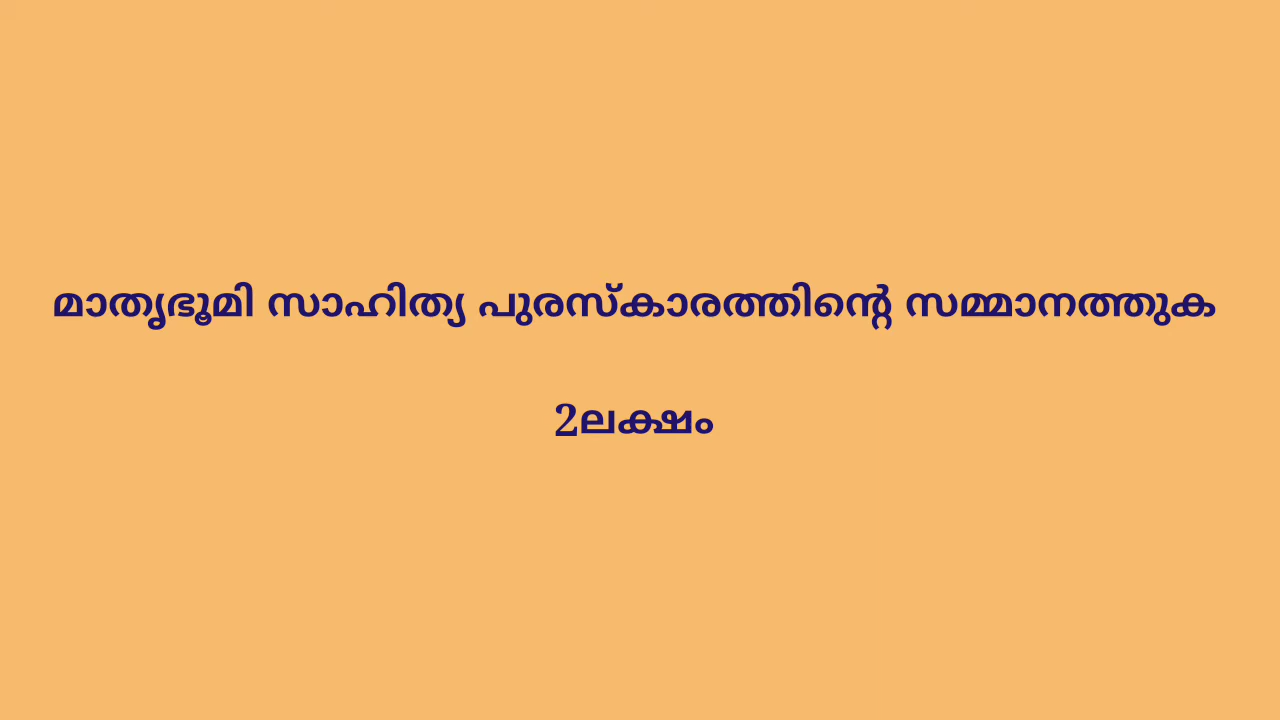 മാതൃഭൂമി സാഹിത്യ പുരസ്കാരത്തിന്റെ സമ്മാനത്തുക
2ലക്ഷം